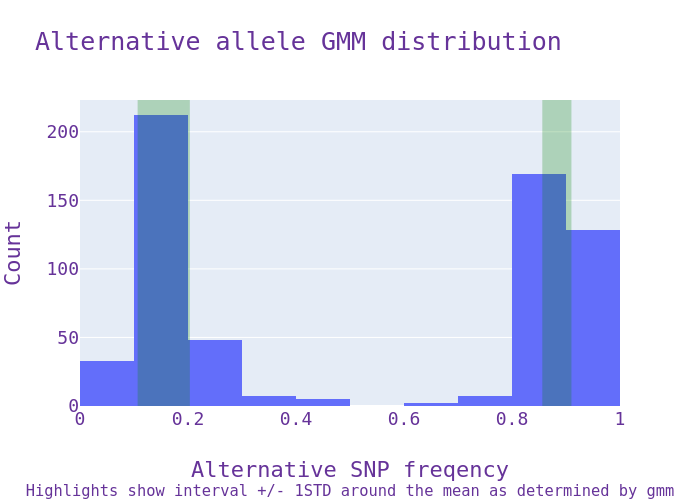 Alternative allele GMM distribution
200
150
100
50
0
Count
0 0.2 0.4 0.6 0.8 1
Alternative SNP freqency
Highlights show interval +/- 1STD around the mean as determined by gmm